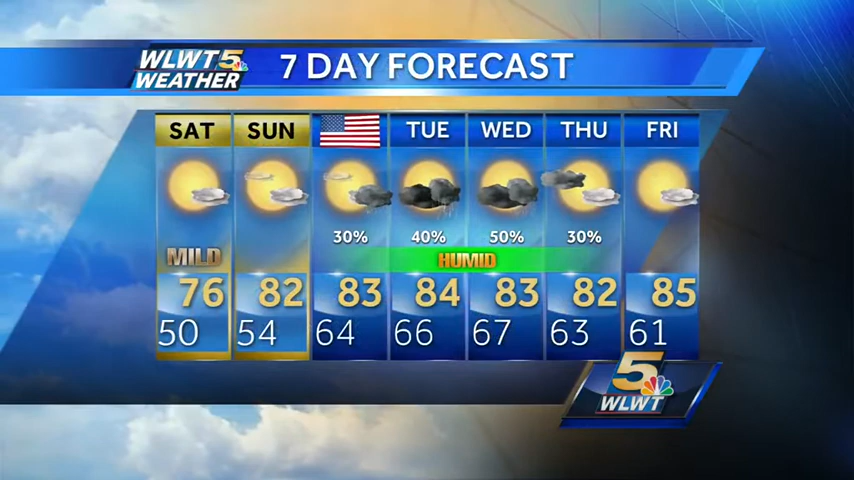 WLWT 5
WEATHER
7 DAY FORECAST
SAT SUN TUE WED THU FRI
30% 40% 50% 30%
MILD HUMID
76 82 83 84 83 82 85
50 54 64 66 67 63 61
5
WLWT